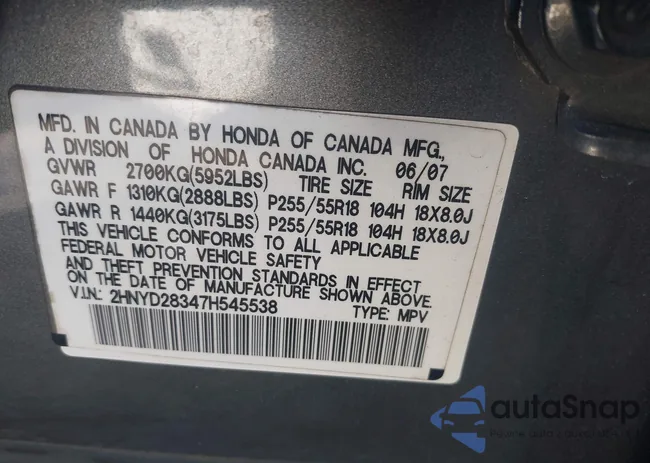 MFD. IN CANADA BY HONDA OF CANADA MFG.,
A DIVISION OF HONDA CANADA INC. 06/07
GVWR 2700KG(5952LBS) TIRE SIZE RIM SIZE
GAWR F 1310KG(2888LBS) P255/55R18 104H 18X8.0J
GAWR R 1440KG(3175LBS) P255/55R18 104H 18X8.0J
THIS VEHICLE CONFORMS TO ALL APPLICABLE
FEDERAL MOTOR VEHICLE SAFETY
AND THEFT PREVENTION STANDARDS IN EFFECT
ON THE DATE OF MANUFACTURE SHOWN ABOVE.
V.I.N.: 2HNYD28347H545538 TYPE: MPV
autaSnap